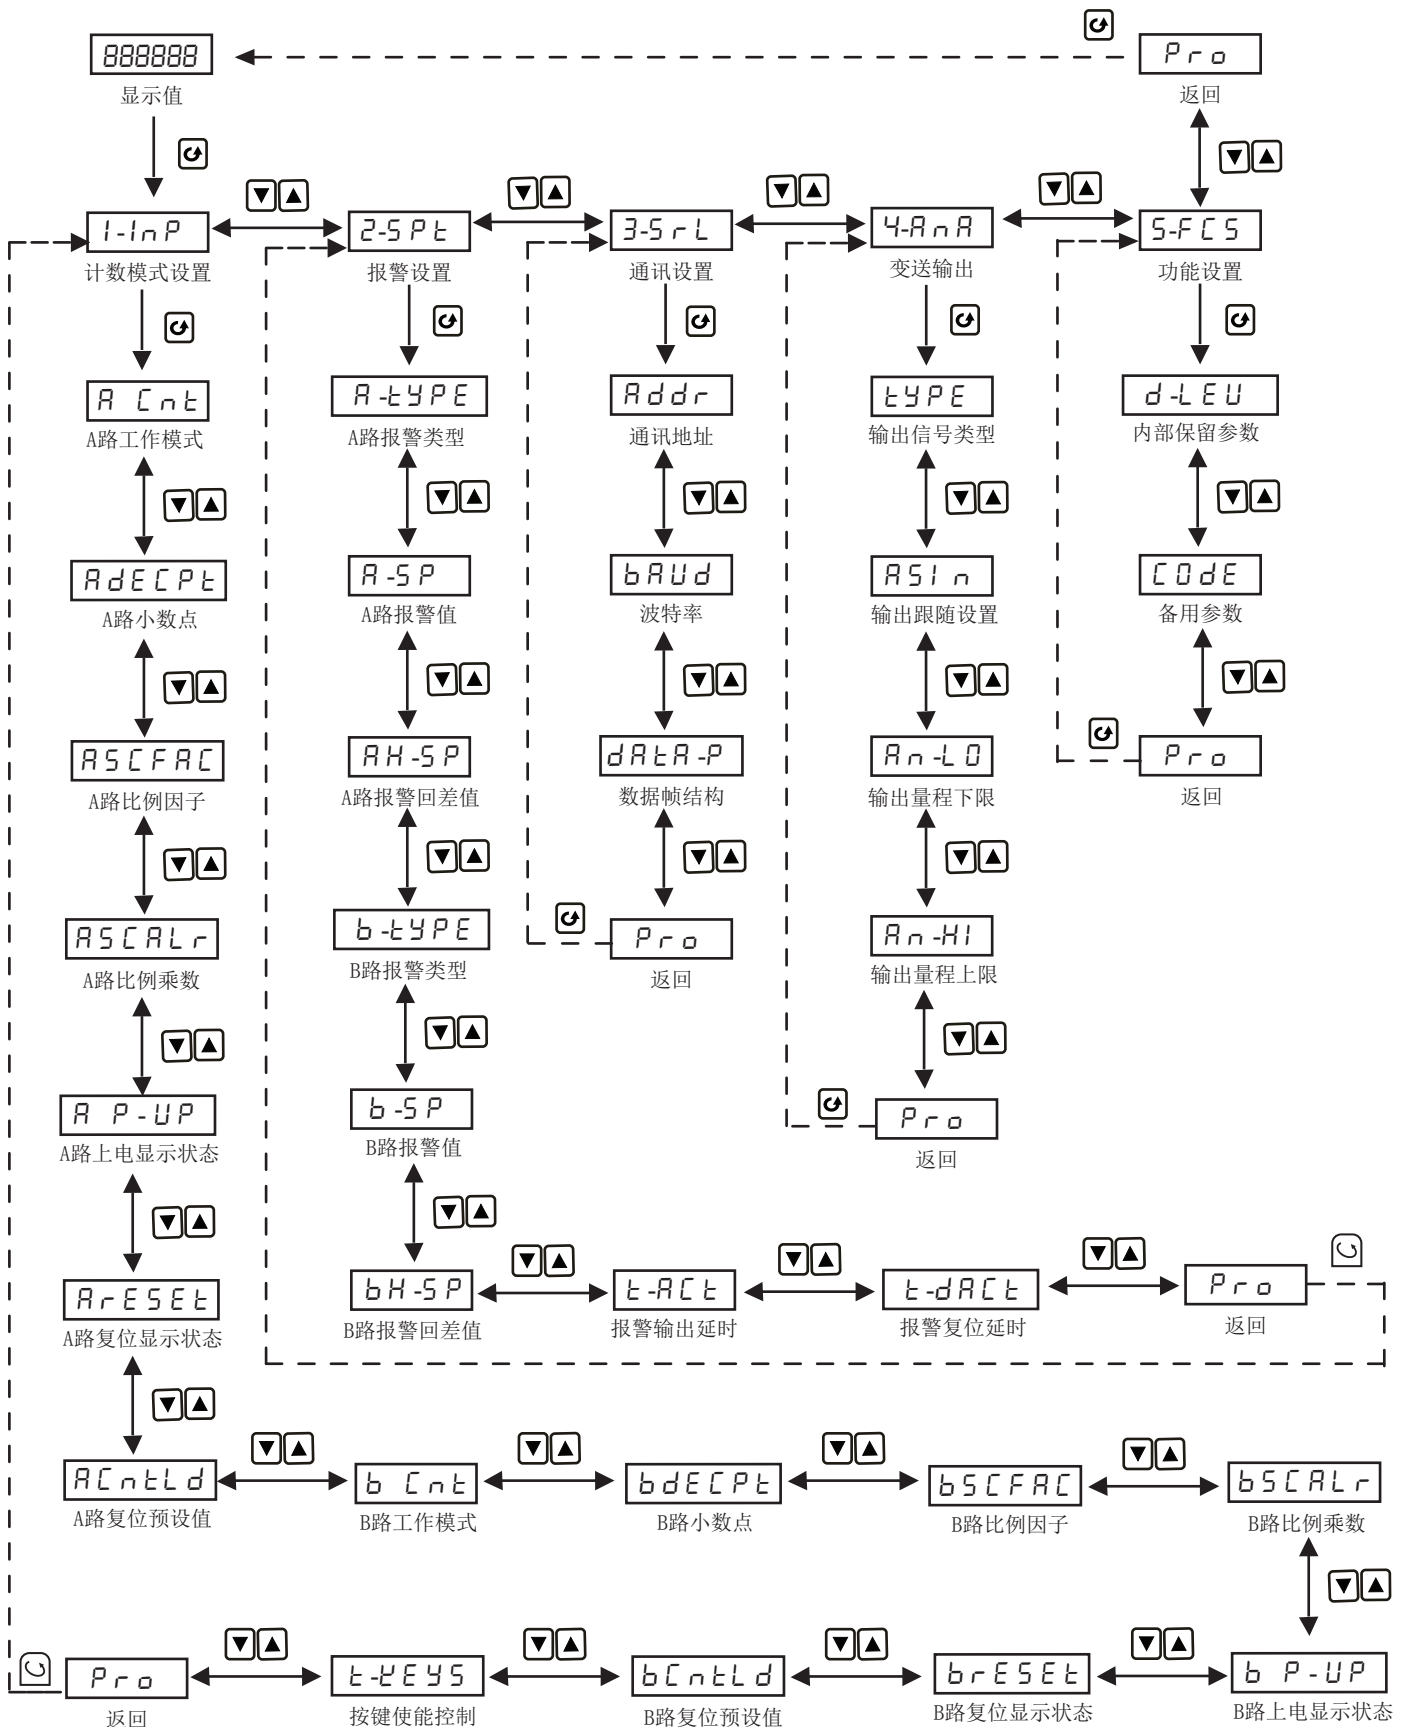 888888
Pro
显示值
返回
1-InP
2-SPt
3-SrL
4-AnA
5-FCS
计数模式设置
报警设置
通讯设置
变送输出
功能设置
A Cnt
A-tYPE
Addr
tYPE
d-LEU
A路工作模式
A路报警类型
通讯地址
输出信号类型
内部保留参数
AdECPt
A-SP
bAUd
ASIn
C0dE
A路小数点
A路报警值
波特率
输出跟随设置
备用参数
ASCFAC
AH-SP
dAtA-P
An-L0
Pro
A路比例因子
A路报警回差值
数据帧结构
输出量程下限
返回
ASCALr
b-tYPE
Pro
An-HI
A路比例乘数
B路报警类型
返回
输出量程上限
A P-UP
b-SP
Pro
A路上电显示状态
B路报警值
返回
ArESEt
bH-SP
t-ACt
t-dACt
Pro
A路复位显示状态
B路报警回差值
报警输出延时
报警复位延时
返回
ACntLd
b Cnt
bdECPt
bSCFAC
bSCALr
A路复位预设值
B路工作模式
B路小数点
B路比例因子
B路比例乘数
Pro
t-KEYS
bCntLd
brESEt
b P-UP
返回
按键使能控制
B路复位预设值
B路复位显示状态
B路上电显示状态